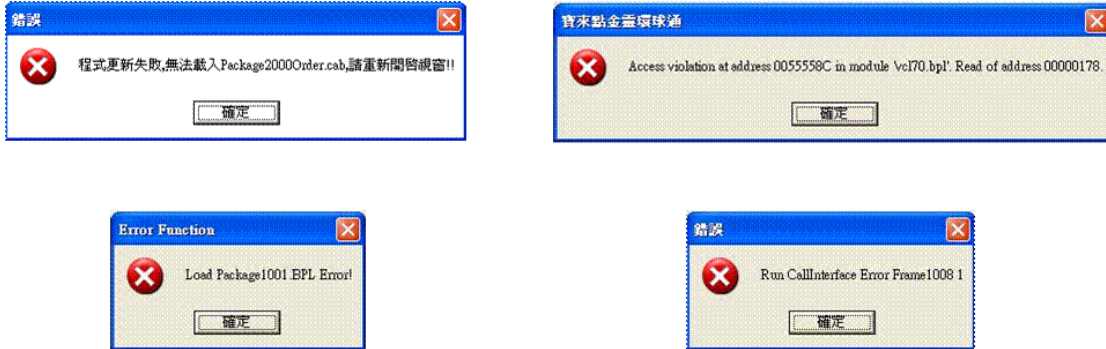 錯誤
程式更新失敗,無法載入Package2000Order.cab,請重新開啓視窗!!
確定
寶來點金靈環球通
Access violation at address 0055558C in module 'vcl70.bpl'. Read of address 00000178.
確定
Error Function
Load Package1001.BPL Error!
確定
錯誤
Run CallInterface Error Frame1008 1
確定